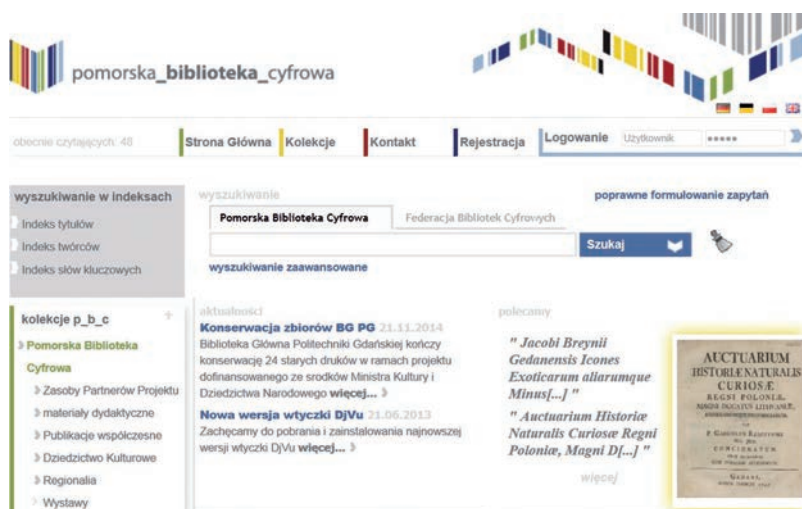 pomorska_biblioteka_cyfrowa
obecnie czytających: 48
Strona Główna
Kolekcje
Kontakt
Rejestracja
Logowanie
Użytkownik
•••••
wyszukiwanie w indeksach
Indeks tytułów
Indeks twórców
Indeks słów kluczowych
wyszukiwanie
poprawne formułowanie zapytań
Pomorska Biblioteka Cyfrowa
Federacja Bibliotek Cyfrowych
Szukaj
wyszukiwanie zaawansowane
kolekcje p_b_c +
Pomorska Biblioteka
Cyfrowa
Zasoby Partnerów Projektu
materiały dydaktyczne
Publikacje współczesne
Dziedzictwo Kulturowe
Regionalia
Wystawy
aktualności
Konserwacja zbiorów BG PG 21.11.2014
Biblioteka Główna Politechniki Gdańskiej kończy
konserwację 24 starych druków w ramach projektu
dofinansowanego ze srodków Ministra Kultury i
Dziedzictwa Narodowego więcej...
Nowa wersja wtyczki DjVu 21.06.2013
Zachęcamy do pobrania i zainstalowania najnowszej
wersji wtyczki DjVu więcej...
polecamy
" Jacobi Breynii
Gedanensis Icones
Exoticarum aliarumque
Minus[...] "
" Auctuarium Historiæ
Naturalis Curiosæ Regni
Poloniæ, Magni D[...] "
więcej
AUCTUARIUM
HISTORIÆ NATURALIS
CURIOSÆ
REGNI POLONIÆ,
MAGNI DUCATUS LITHUANIÆ,